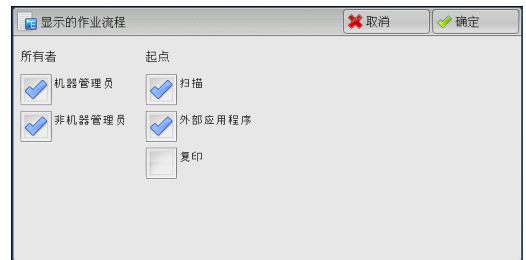 显示的作业流程
取消
确定
所有者
起点
机器管理员
扫描
非机器管理员
外部应用程序
复印